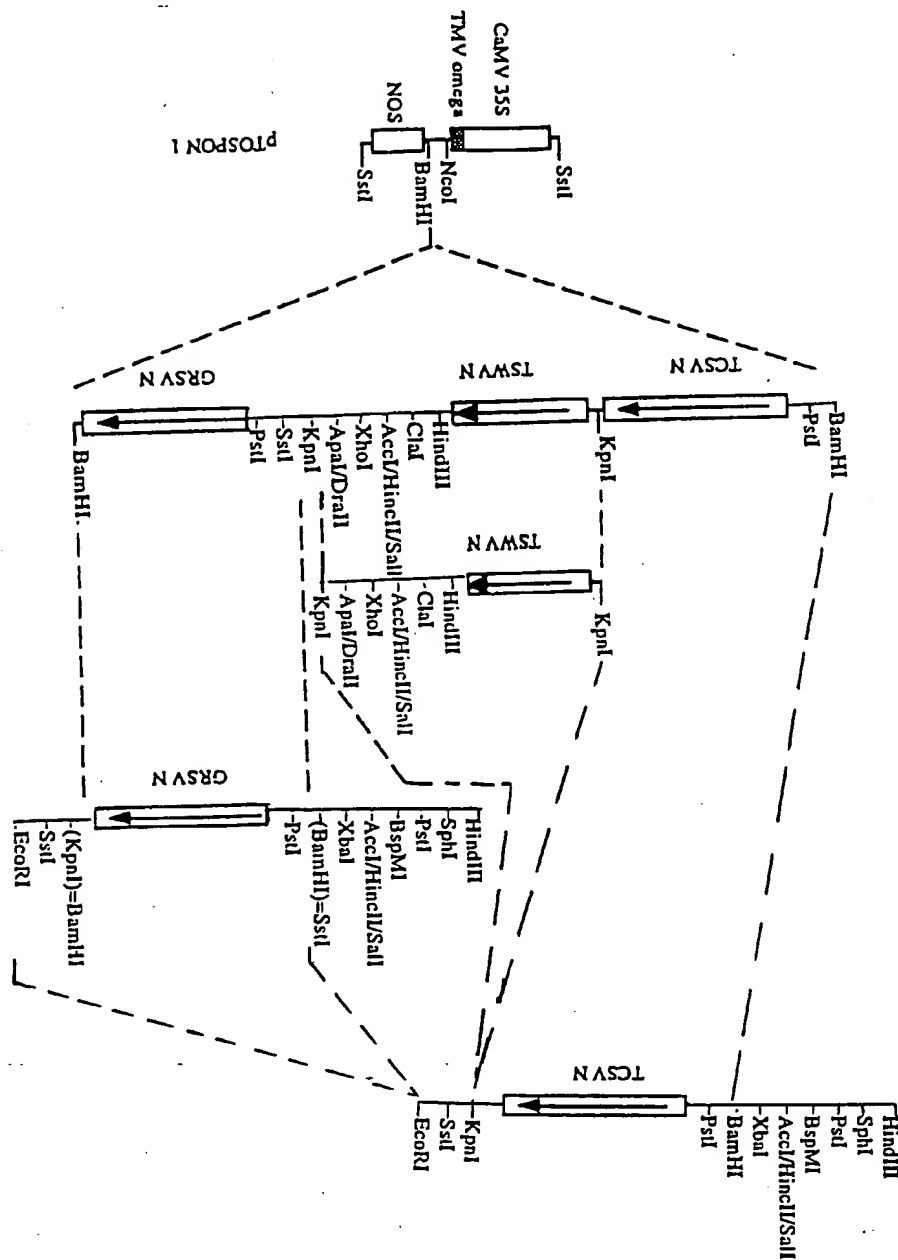 CaMV 35S
TMV omega
NOS
SstI
NcoI
BamHI
SstI
pTOSPON 1
TCSV N
TSWV N
GRSV N
BamHI
-PstI
KpnI
HindIII
-ClaI
-AccI/HincII/SalI
-XhoI
-ApaI/DraII
-KpnI
SstI
-PstI
BamHI
TSWV N
KpnI
-HindIII
-ClaI
-AccI/HincII/SalI
-XhoI
-ApaI/DraII
-KpnI
GRSV N
HindIII
SphI
-PstI
-BspMI
-AccI/HincII/SalI
-XbaI
-(BamHI)=SstI
-PstI
-(KpnI)=BamHI
-SstI
EcoRI
TCSV N
HindIII
-SphI
-PstI
-BspMI
-AccI/HincII/SalI
-XbaI
BamHI
-PstI
-KpnI
-SstI
EcoRI